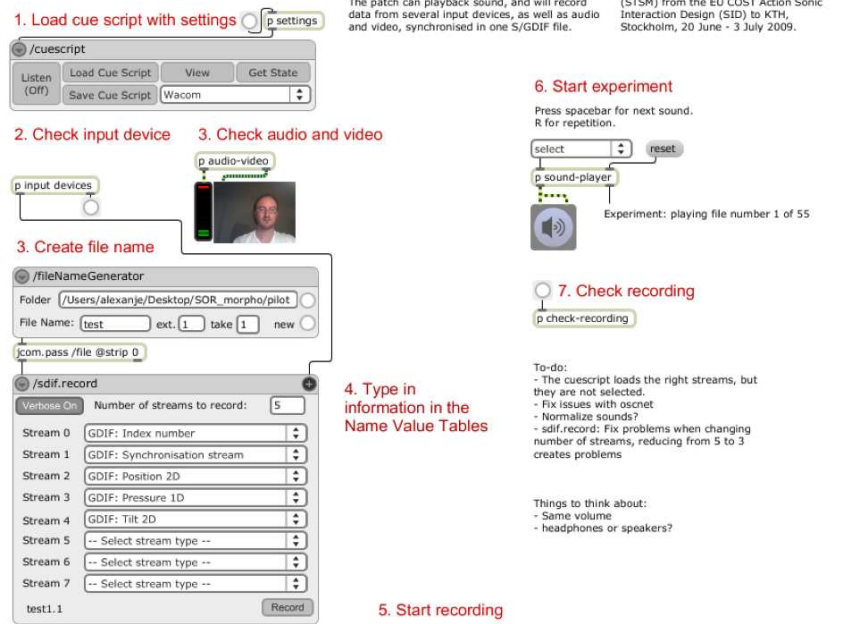 1. Load cue script with settings
p settings
/cuescript
Listen
(Off)
Load Cue Script
View
Get State
Save Cue Script
Wacom
The patch can playback sound, and will record
data from several input devices, as well as audio
and video, synchronised in one S/GDIF file.
(STSM) from the EU COST Action Sonic
Interaction Design (SID) to KTH,
Stockholm, 20 June - 3 July 2009.
2. Check input device
3. Check audio and video
p audio-video
p input devices
3. Create file name
/fileNameGenerator
Folder /Users/alexanje/Desktop/SOR_morpho/pilot
File Name: test ext. 1 take 1 new
jcom.pass /file @strip 0
/sdif.record
Verbose On Number of streams to record: 5
Stream 0 GDIF: Index number
Stream 1 GDIF: Synchronisation stream
Stream 2 GDIF: Position 2D
Stream 3 GDIF: Pressure 1D
Stream 4 GDIF: Tilt 2D
Stream 5 -- Select stream type --
Stream 6 -- Select stream type --
Stream 7 -- Select stream type --
test1.1 Record
4. Type in
information in the
Name Value Tables
5. Start recording
6. Start experiment
Press spacebar for next sound.
R for repetition.
select
reset
p sound-player
Experiment: playing file number 1 of 55
7. Check recording
p check-recording
To-do:
- The cuescript loads the right streams, but
they are not selected.
- Fix issues with oscnet
- Normalize sounds?
- sdif.record: Fix problems when changing
number of streams, reducing from 5 to 3
creates problems
Things to think about:
- Same volume
- headphones or speakers?